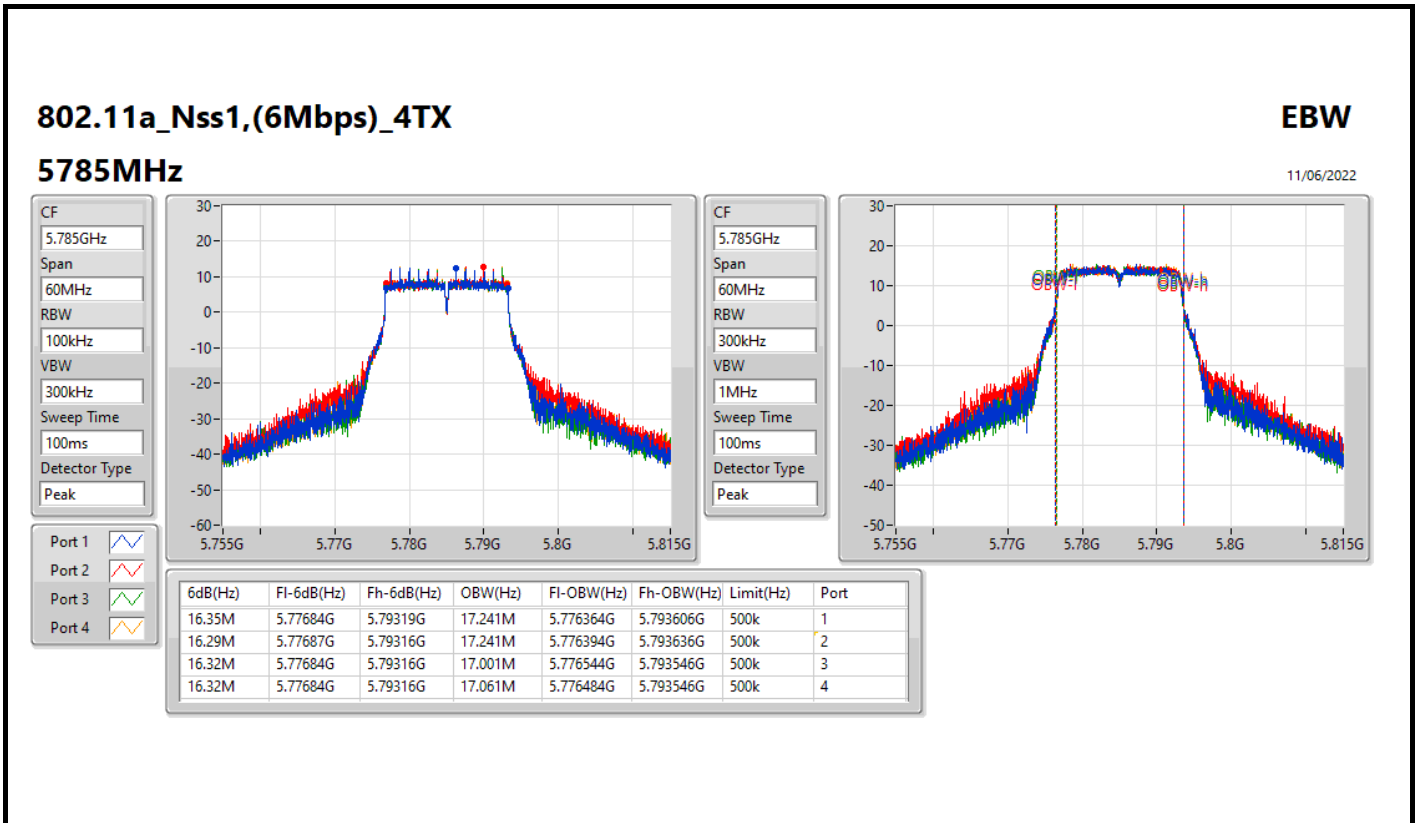 802.11a_Nss1,(6Mbps)_4TX
EBW
5785MHz
11/06/2022
CF
5.785GHz
Span
60MHz
RBW
100kHz
VBW
300kHz
Sweep Time
100ms
Detector Type
Peak
30
20
10
0
-10
-20
-30
-40
-50
-60
5.755G 5.77G 5.78G 5.79G 5.8G 5.815G
CF
5.785GHz
Span
60MHz
RBW
300kHz
VBW
1MHz
Sweep Time
100ms
Detector Type
Peak
30
20
10
0
-10
-20
-30
-40
-50
5.755G 5.77G 5.78G 5.79G 5.8G 5.815G
OBW-l OBW-h
Port 1
Port 2
Port 3
Port 4
6dB(Hz) Fl-6dB(Hz) Fh-6dB(Hz) OBW(Hz) Fl-OBW(Hz) Fh-OBW(Hz) Limit(Hz) Port
16.35M 5.77684G 5.79319G 17.241M 5.776364G 5.793606G 500k 1
16.29M 5.77687G 5.79316G 17.241M 5.776394G 5.793636G 500k 2
16.32M 5.77684G 5.79316G 17.001M 5.776544G 5.793546G 500k 3
16.32M 5.77684G 5.79316G 17.061M 5.776484G 5.793546G 500k 4